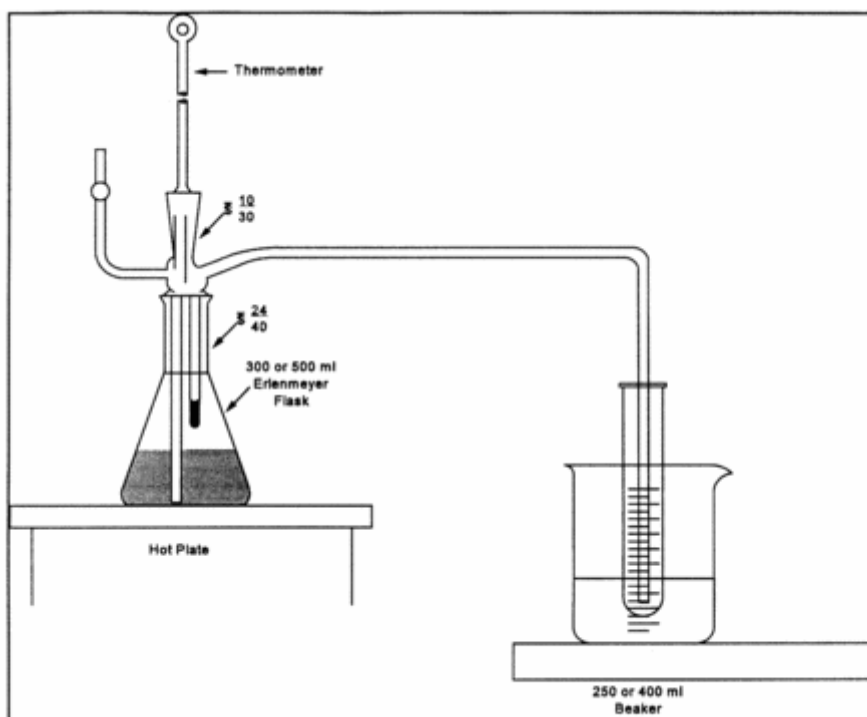 Thermometer
10
30
24
40
300 or 500 ml
Erlenmeyer
Flask
Hot Plate
250 or 400 ml
Beaker